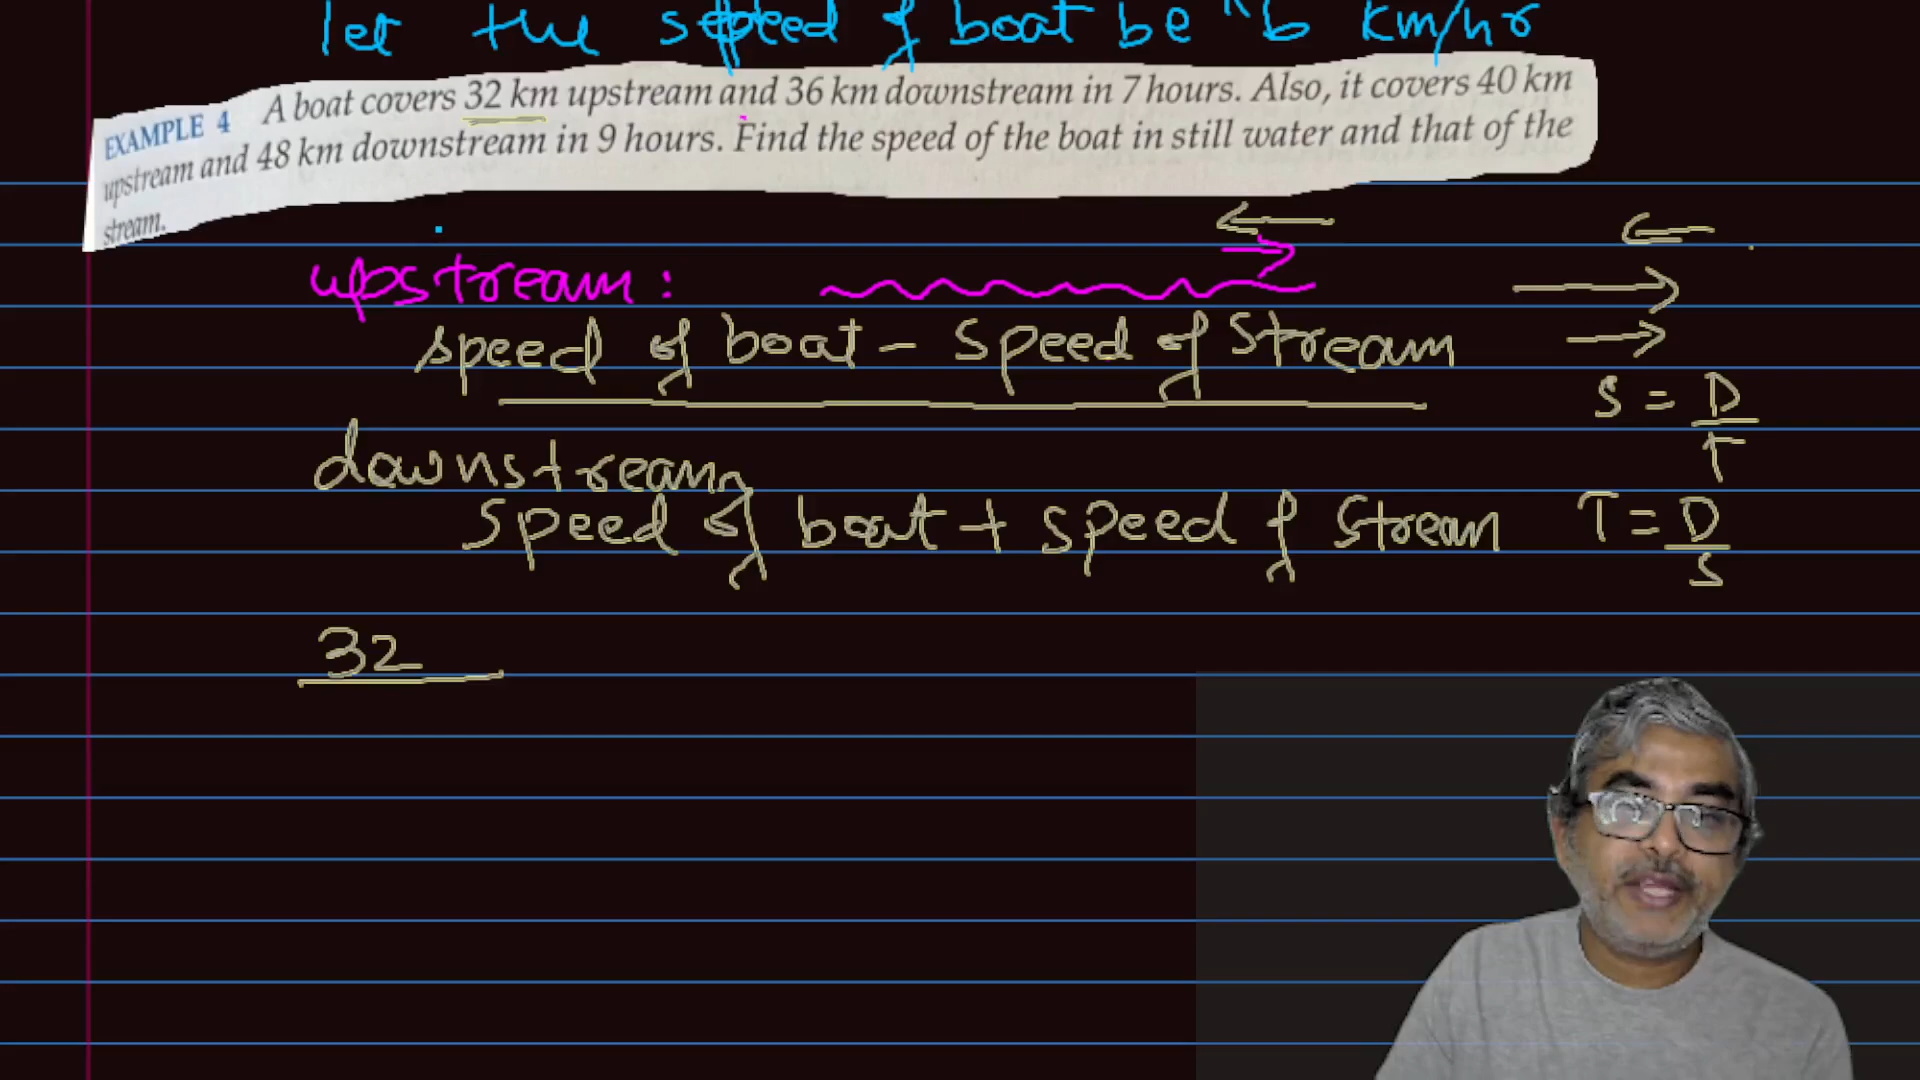 let the speed of boat be b km/hr
EXAMPLE 4 A boat covers 32 km upstream and 36 km downstream in 7 hours. Also, it covers 40 km
upstream and 48 km downstream in 9 hours. Find the speed of the boat in still water and that of the
stream.
upstream:
speed of boat - speed of stream
S = D/T
downstream
speed of boat + speed of stream
T = D/S
32